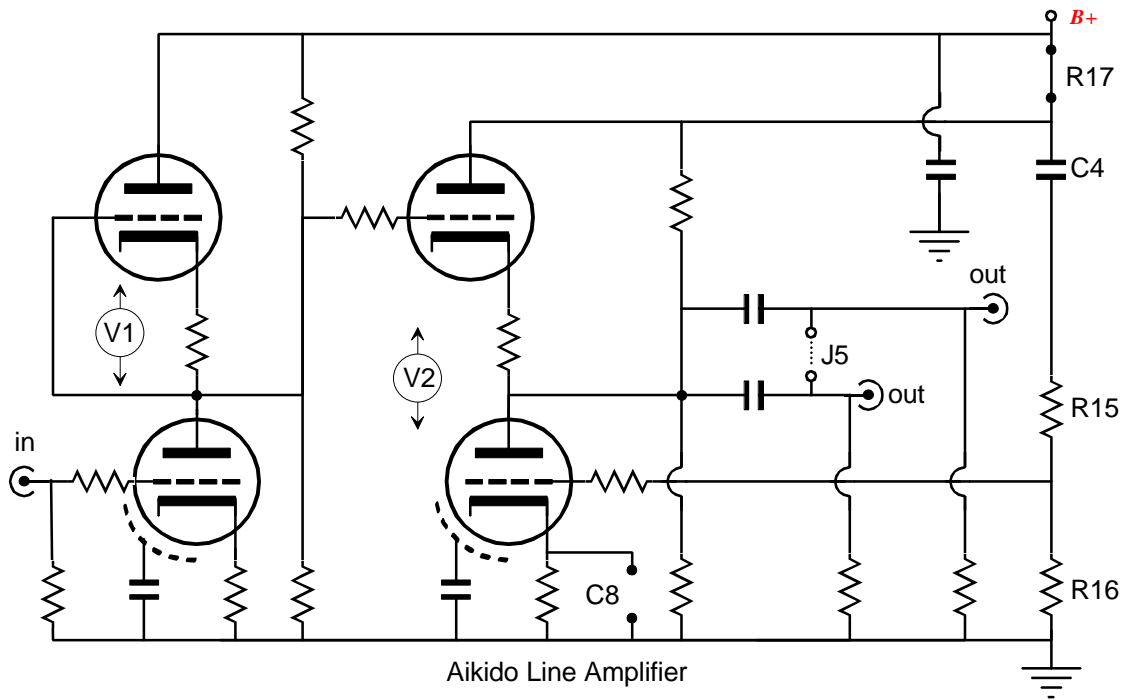 B+
R17
C4
out
V1
J5
V2
out
R15
in
C8
R16
Aikido Line Amplifier